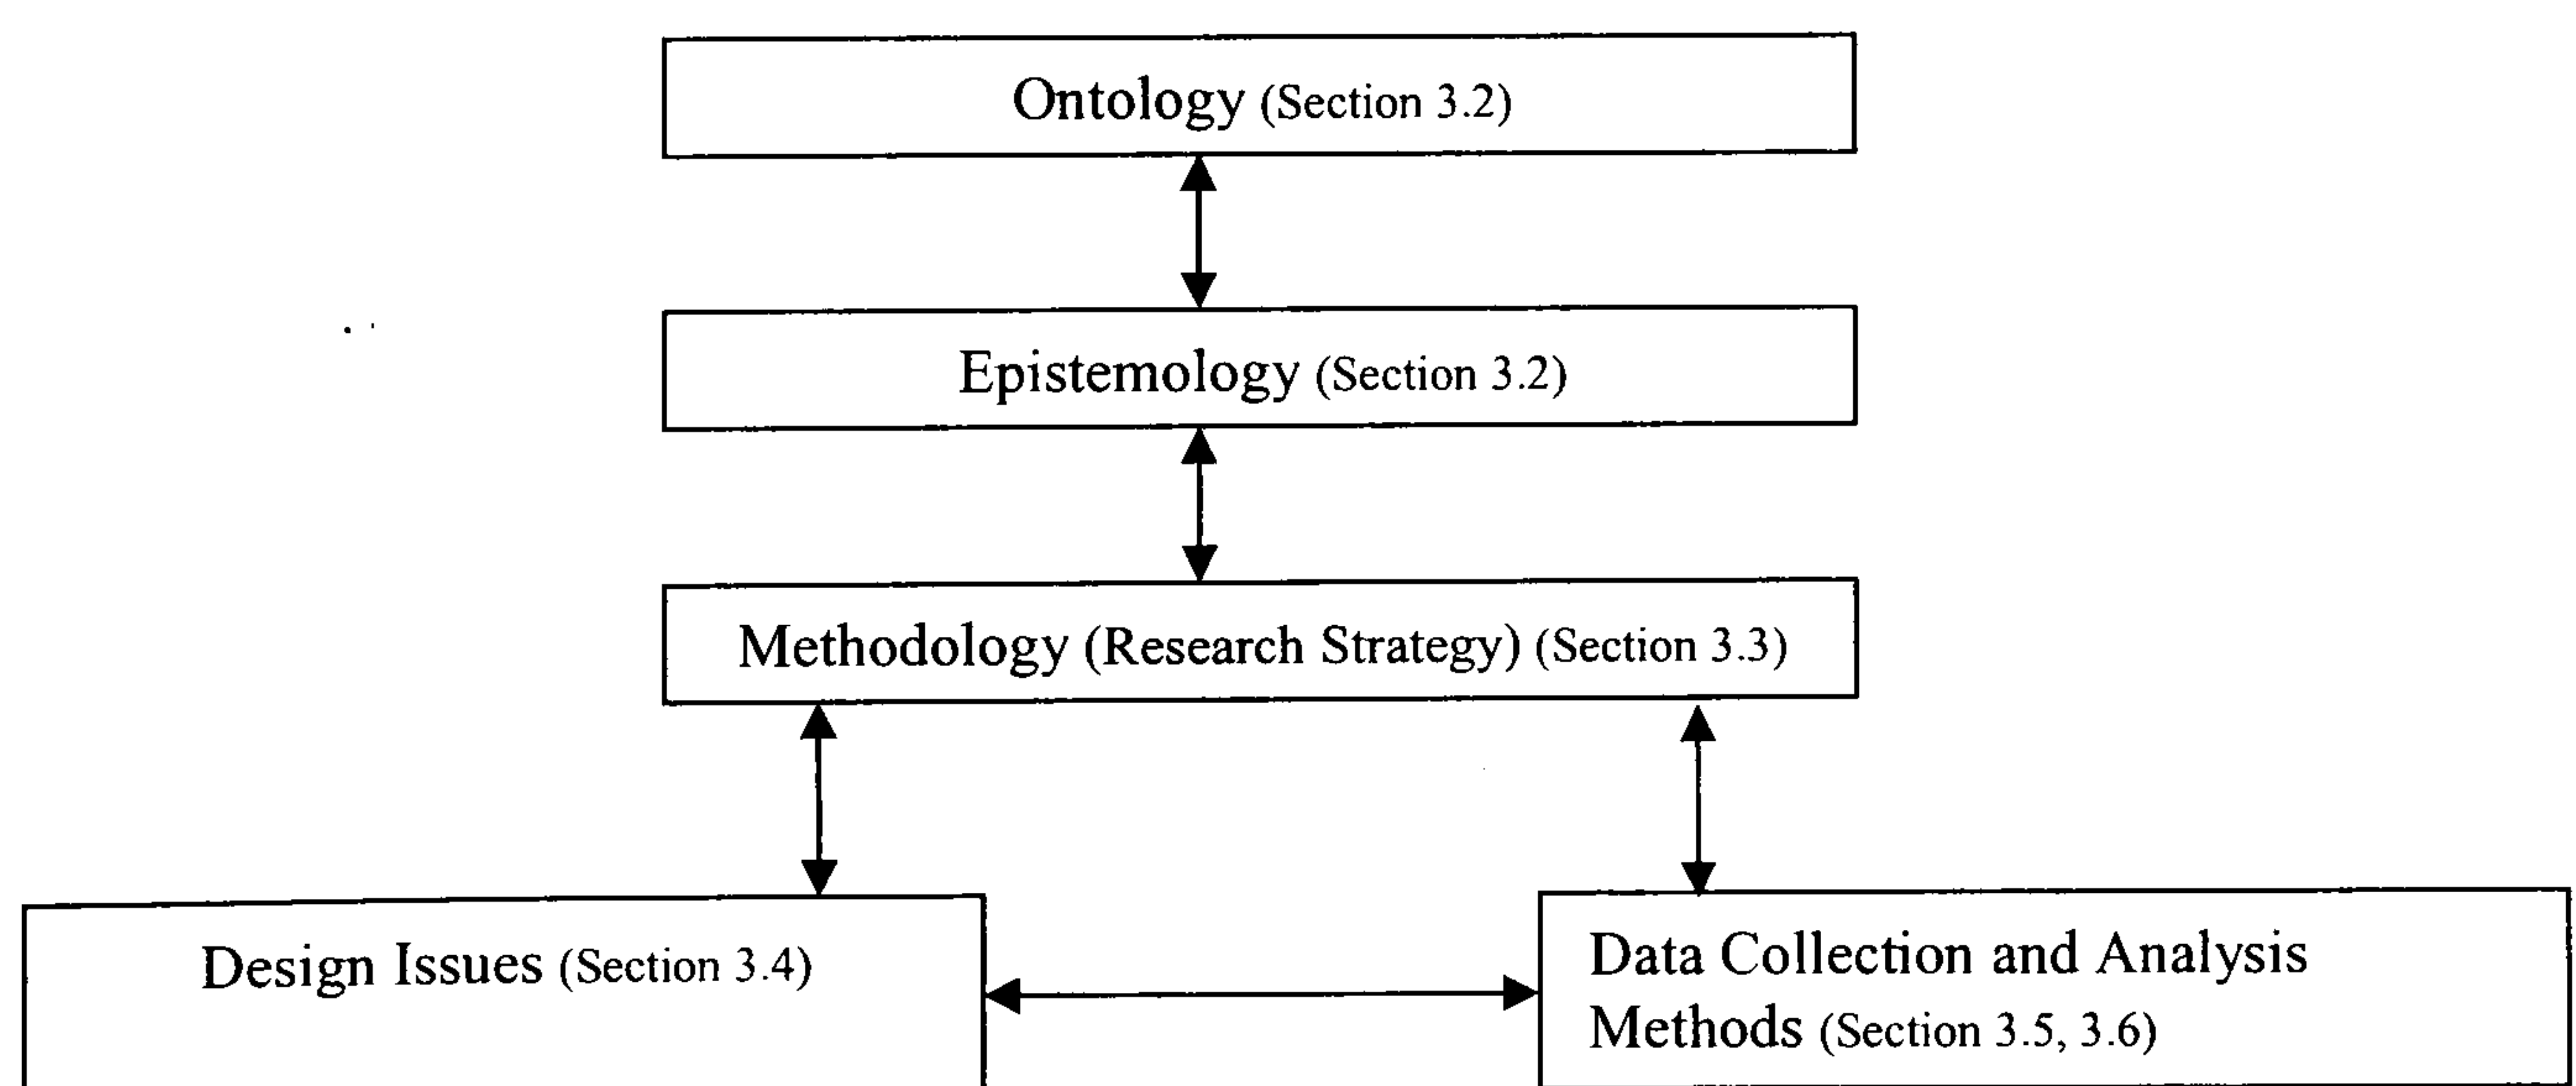 Ontology (Section 3.2)
Epistemology (Section 3.2)
Methodology (Research Strategy) (Section 3.3)
Design Issues (Section 3.4)
Data Collection and Analysis
Methods (Section 3.5, 3.6)